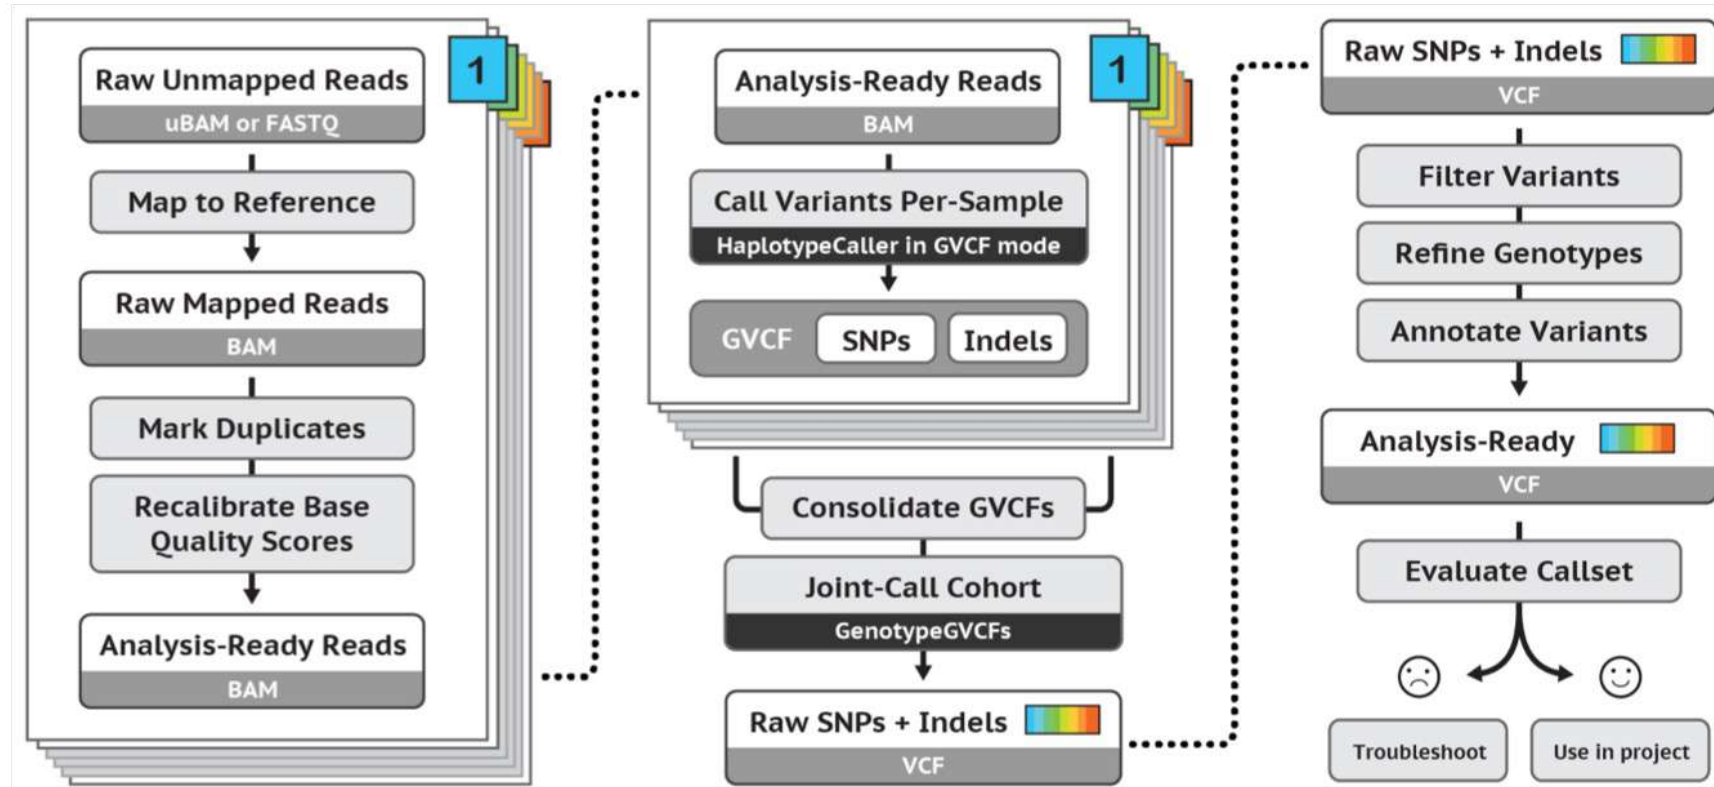 1
Raw Unmapped Reads
uBAM or FASTQ
Map to Reference
Raw Mapped Reads
BAM
Mark Duplicates
Recalibrate Base
Quality Scores
Analysis-Ready Reads
BAM
1
Analysis-Ready Reads
BAM
Call Variants Per-Sample
HaplotypeCaller in GVCF mode
GVCF SNPs Indels
Consolidate GVCFs
Joint-Call Cohort
GenotypeGVCFs
Raw SNPs + Indels
VCF
Raw SNPs + Indels
VCF
Filter Variants
Refine Genotypes
Annotate Variants
Analysis-Ready
VCF
Evaluate Callset
Troubleshoot
Use in project